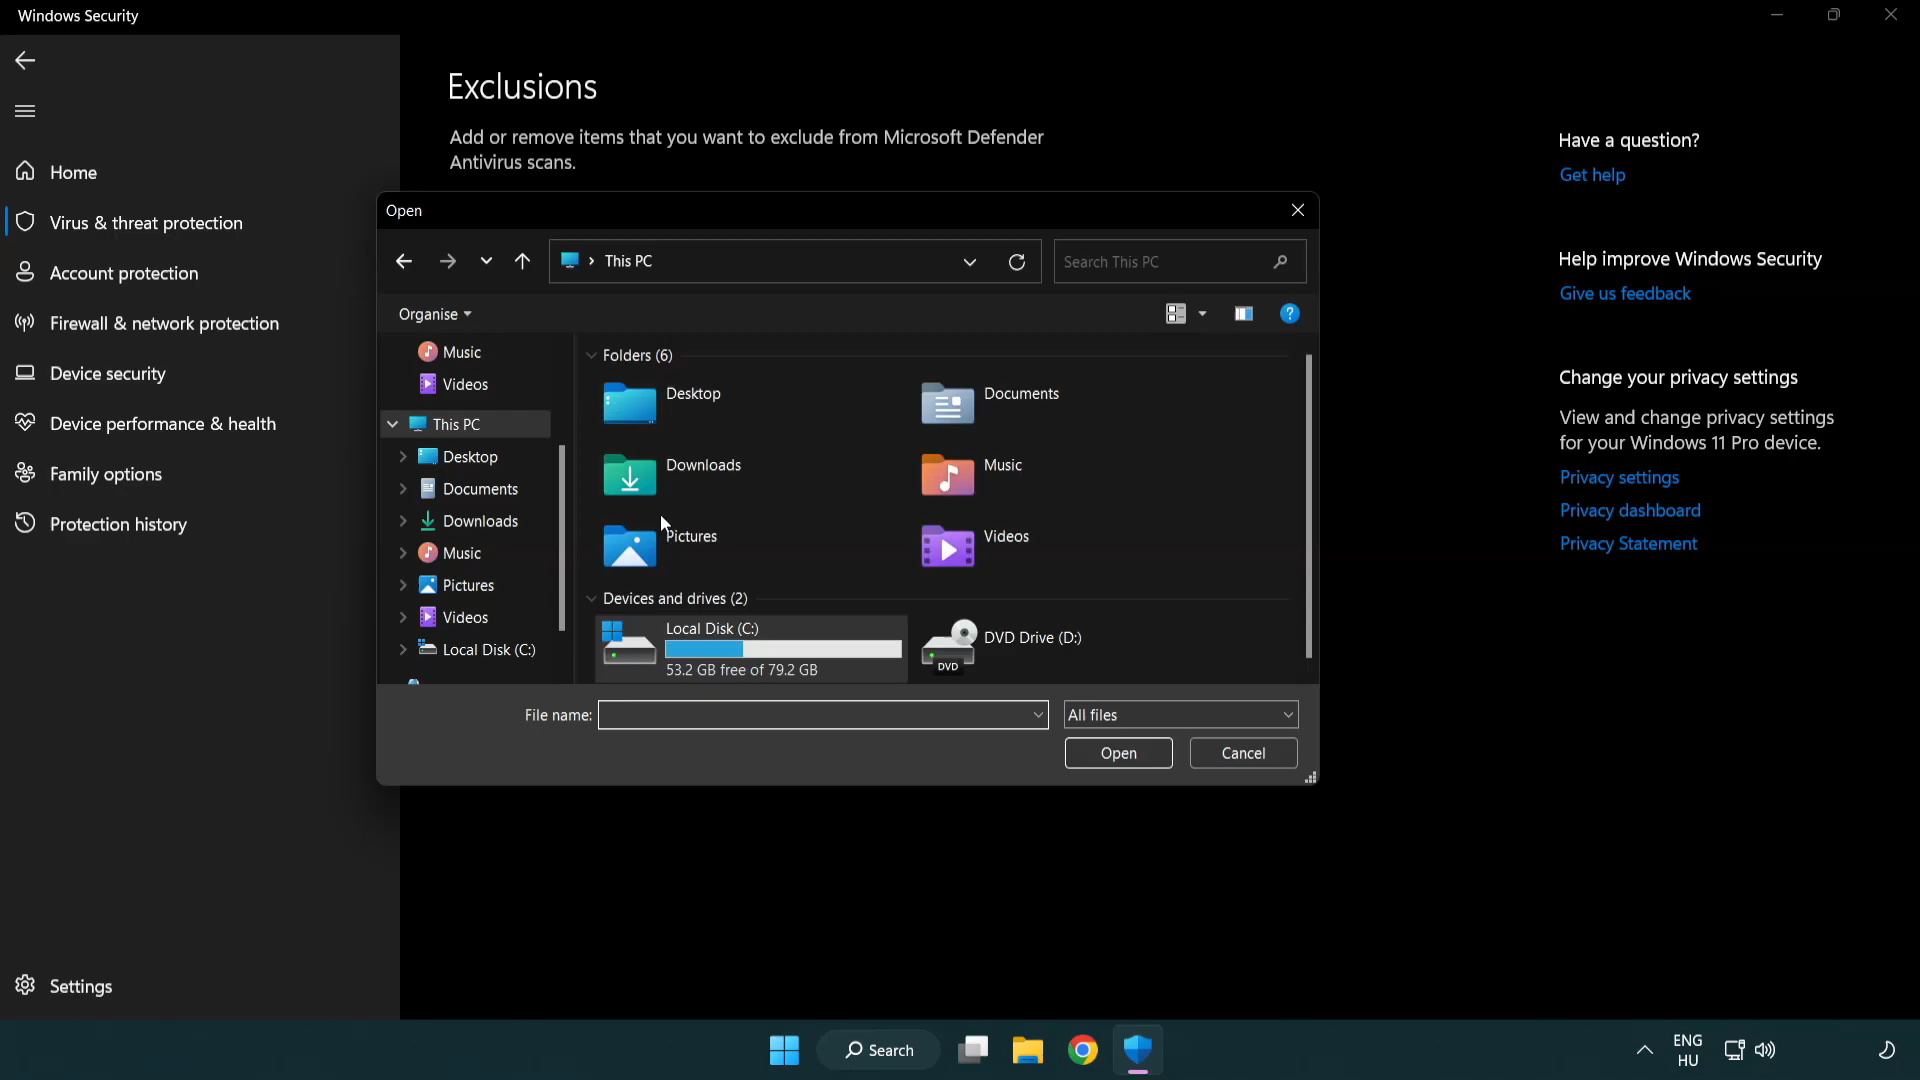 Windows Security
Home
Virus & threat protection
Account protection
Firewall & network protection
Device security
Device performance & health
Family options
Protection history
Settings
Exclusions
Add or remove items that you want to exclude from Microsoft Defender
Antivirus scans.
Open
This PC
Search This PC
Organise
Music
Videos
This PC
Desktop
Documents
Downloads
Music
Pictures
Videos
Local Disk (C:)
Folders (6)
Desktop
Documents
Downloads
Music
Pictures
Videos
Devices and drives (2)
Local Disk (C:)
53.2 GB free of 79.2 GB
DVD
DVD Drive (D:)
File name:
All files
Open
Cancel
Have a question?
Get help
Help improve Windows Security
Give us feedback
Change your privacy settings
View and change privacy settings
for your Windows 11 Pro device.
Privacy settings
Privacy dashboard
Privacy Statement
Search
ENG
HU